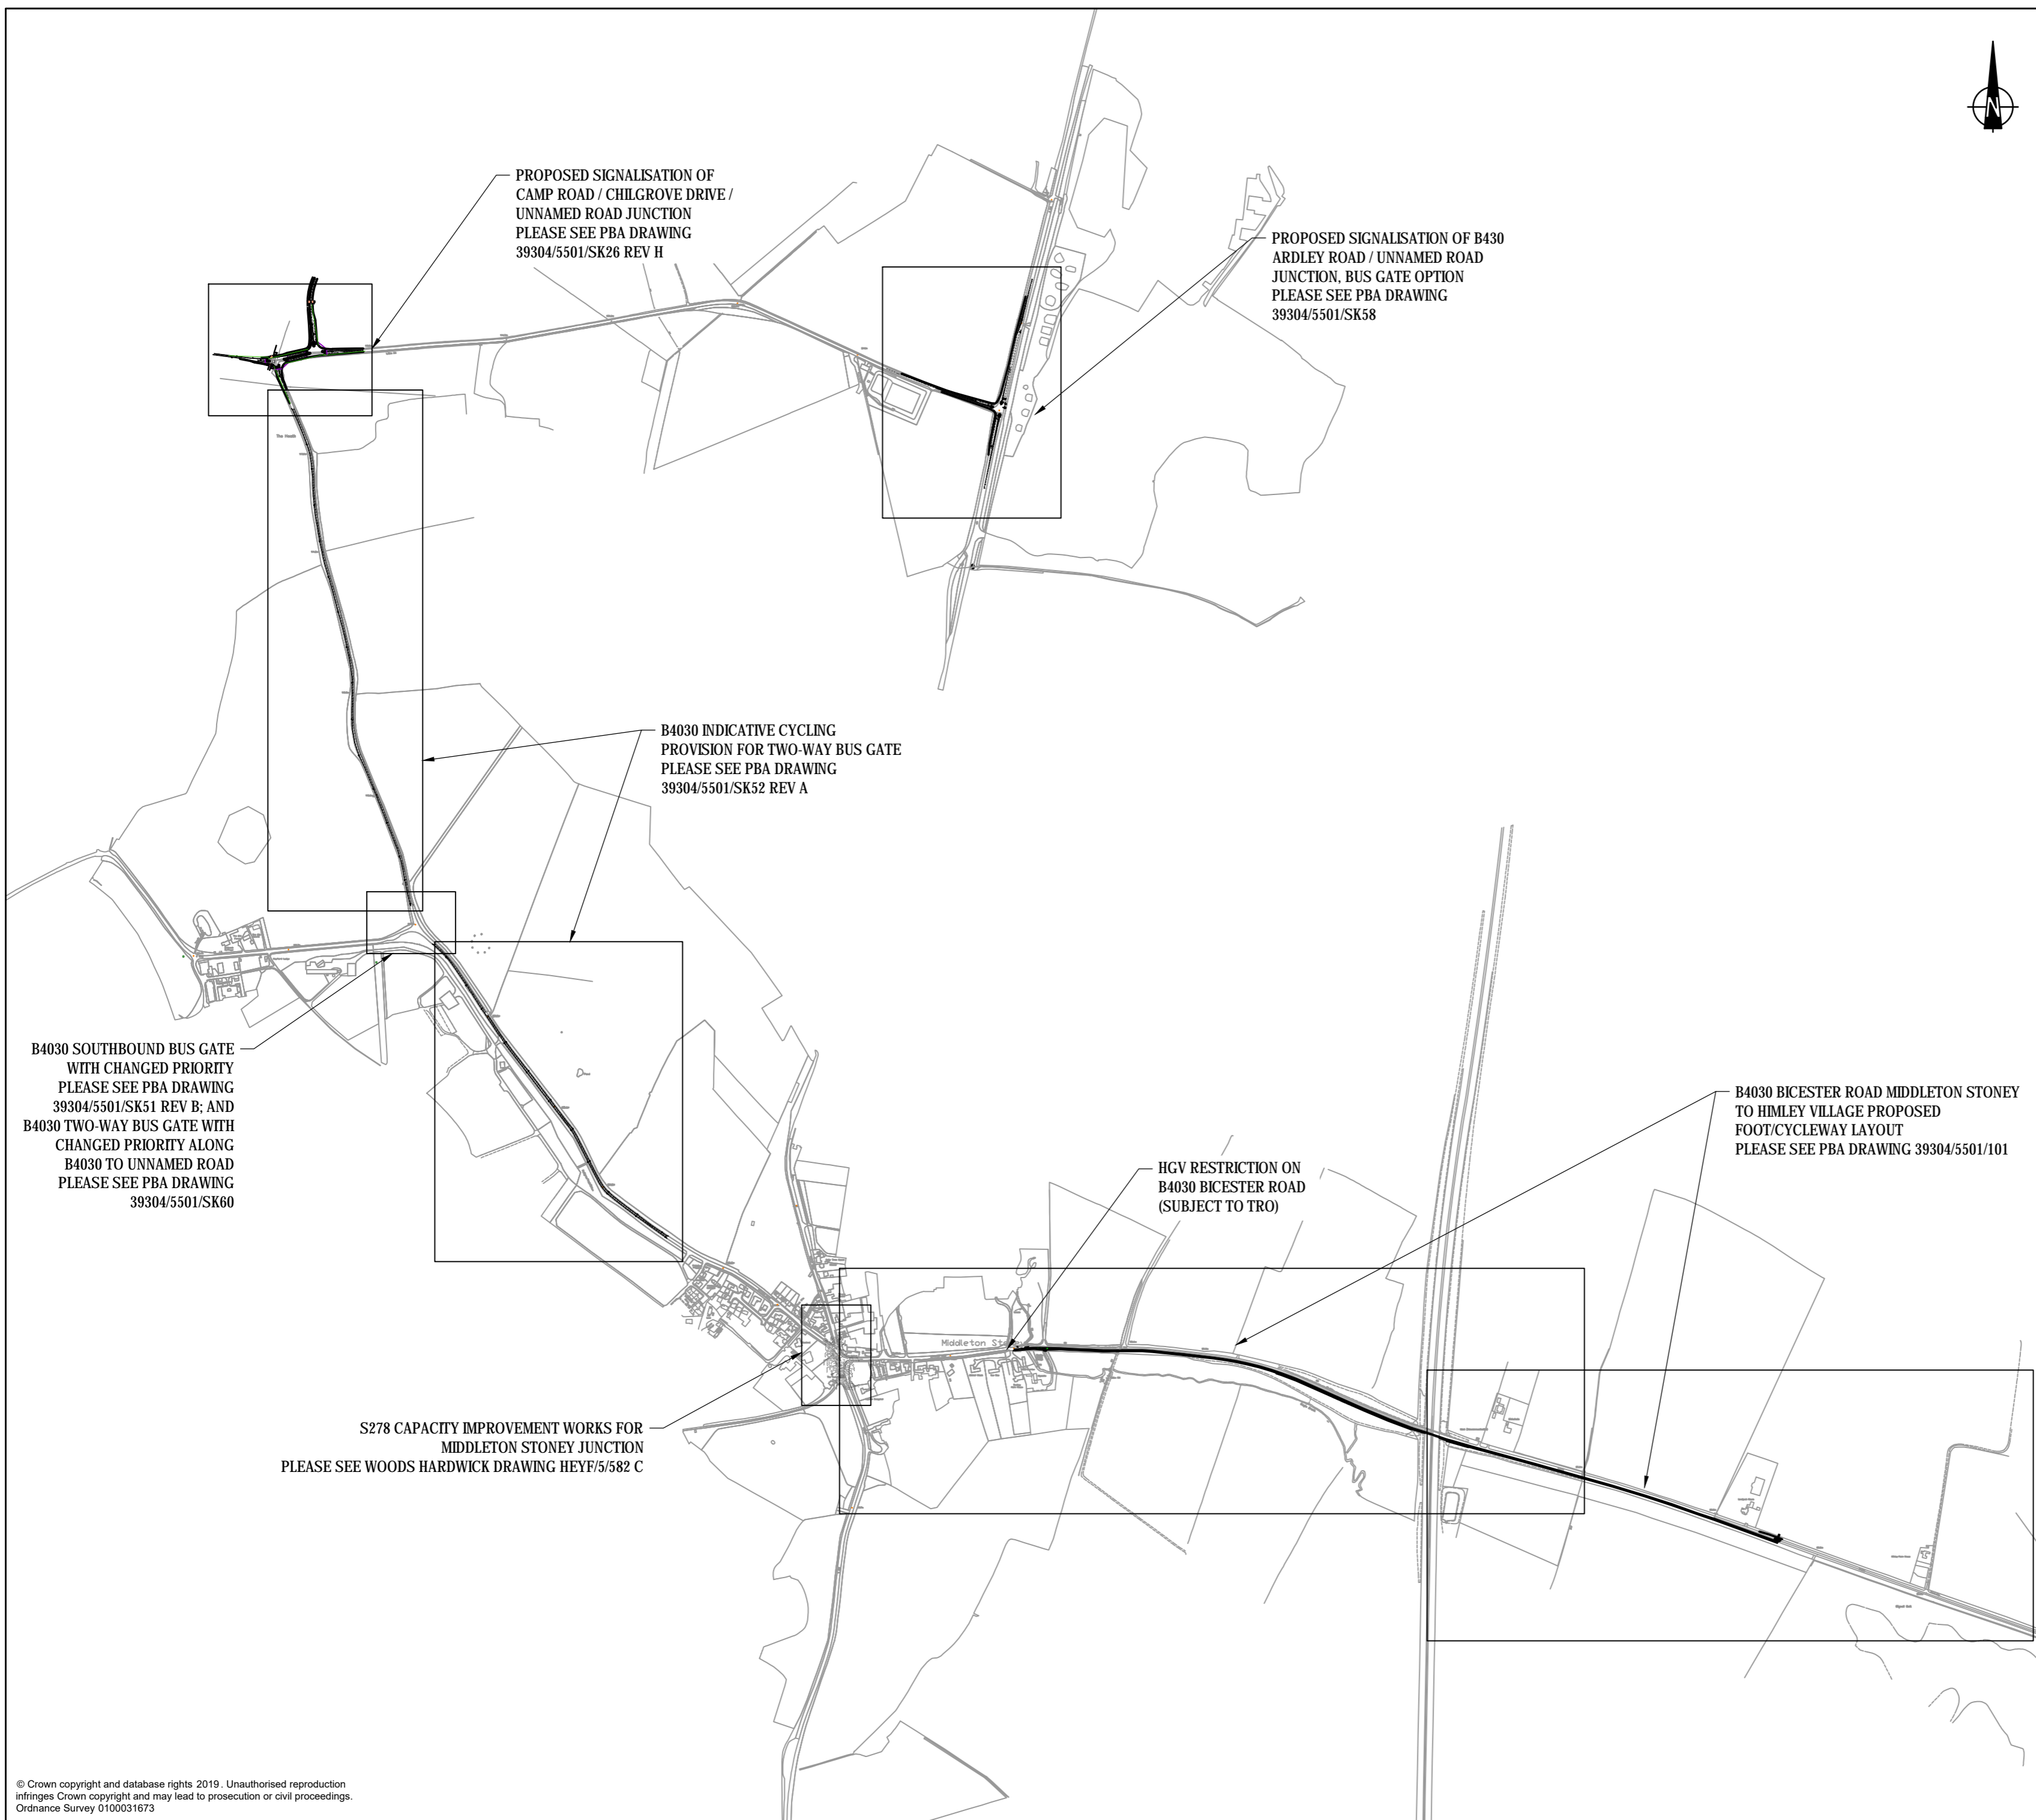 N
PROPOSED SIGNALISATION OF
CAMP ROAD / CHILGROVE DRIVE /
UNNAMED ROAD JUNCTION
PLEASE SEE PBA DRAWING
39304/5501/SK26 REV H
PROPOSED SIGNALISATION OF B430
ARDLEY ROAD / UNNAMED ROAD
JUNCTION, BUS GATE OPTION
PLEASE SEE PBA DRAWING
39304/5501/SK58
The Heath
B4030 INDICATIVE CYCLING
PROVISION FOR TWO-WAY BUS GATE
PLEASE SEE PBA DRAWING
39304/5501/SK52 REV A
B4030 SOUTHBOUND BUS GATE
WITH CHANGED PRIORITY
PLEASE SEE PBA DRAWING
39304/5501/SK51 REV B; AND
B4030 TWO-WAY BUS GATE WITH
CHANGED PRIORITY ALONG
B4030 TO UNNAMED ROAD
PLEASE SEE PBA DRAWING
39304/5501/SK60
B4030 BICESTER ROAD MIDDLETON STONEY
TO HIMLEY VILLAGE PROPOSED
FOOT/CYCLEWAY LAYOUT
PLEASE SEE PBA DRAWING 39304/5501/101
HGV RESTRICTION ON
B4030 BICESTER ROAD
(SUBJECT TO TRO)
Middleton St
S278 CAPACITY IMPROVEMENT WORKS FOR
MIDDLETON STONEY JUNCTION
PLEASE SEE WOODS HARDWICK DRAWING HEYF/5/582 C
© Crown copyright and database rights 2019. Unauthorised reproduction
infringes Crown copyright and may lead to prosecution or civil proceedings.
Ordnance Survey 0100031673